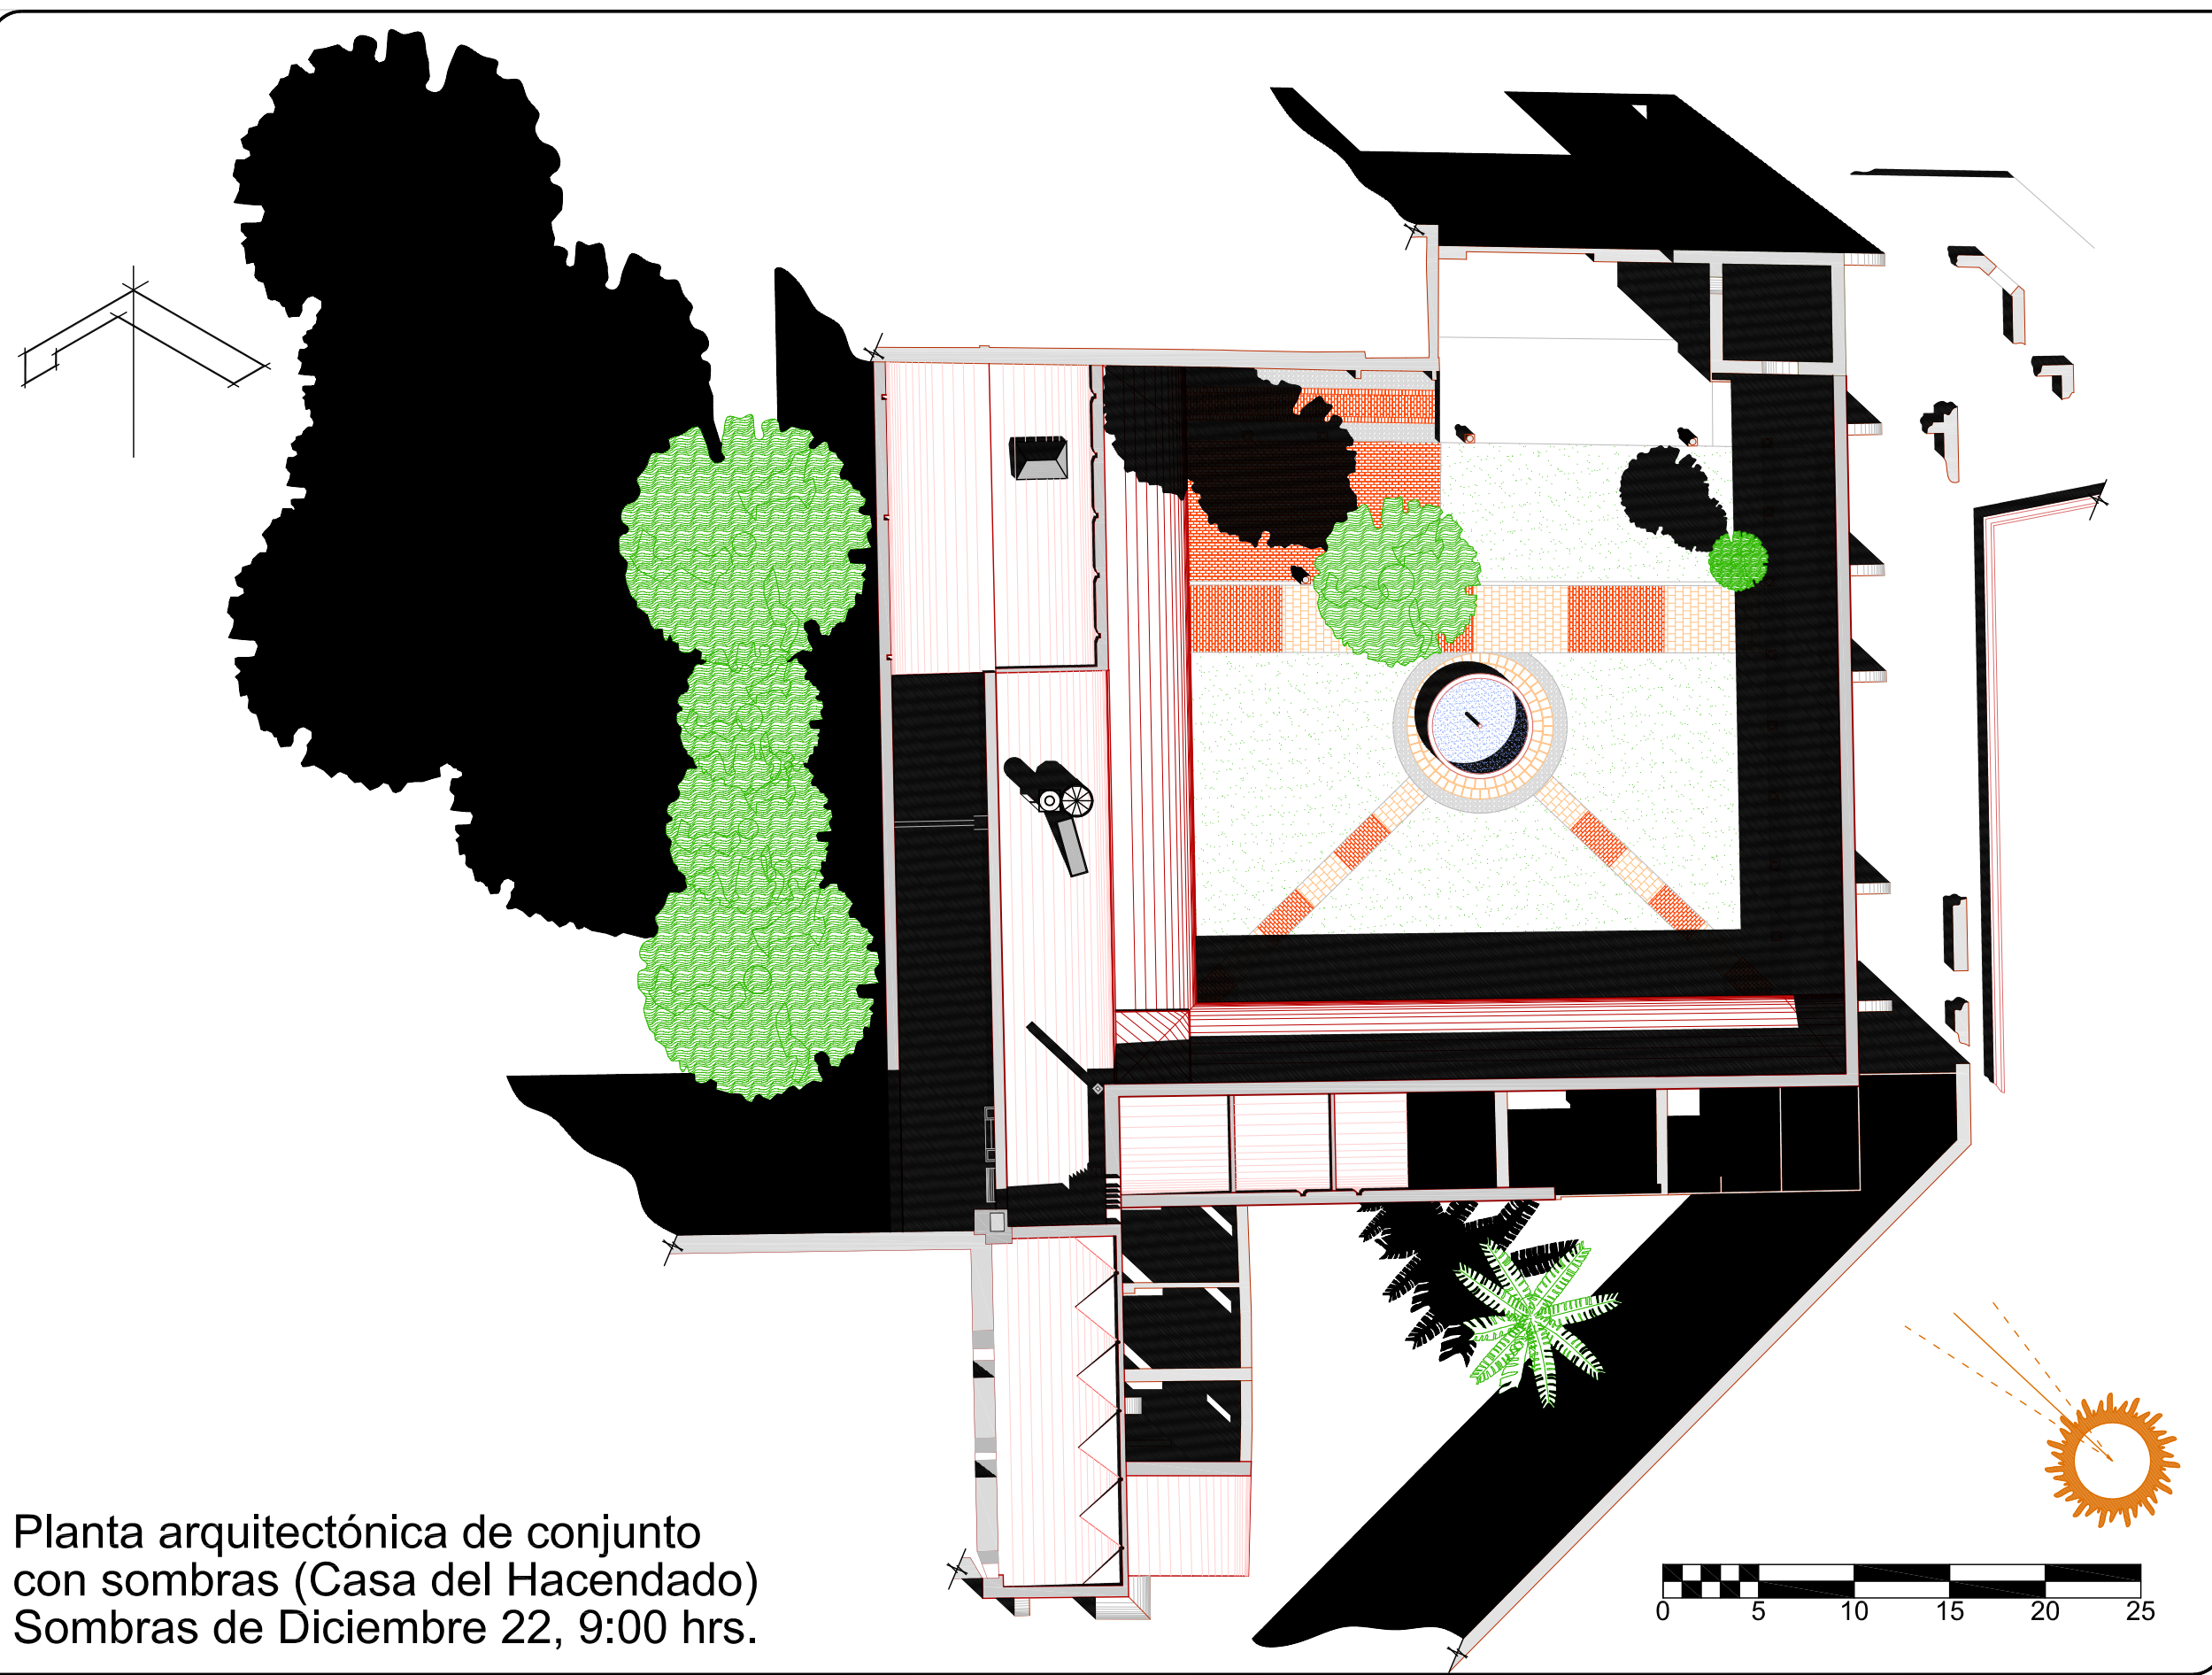 Planta arquitectónica de conjunto
con sombras (Casa del Hacendado)
Sombras de Diciembre 22, 9:00 hrs.
0 5 10 15 20 25